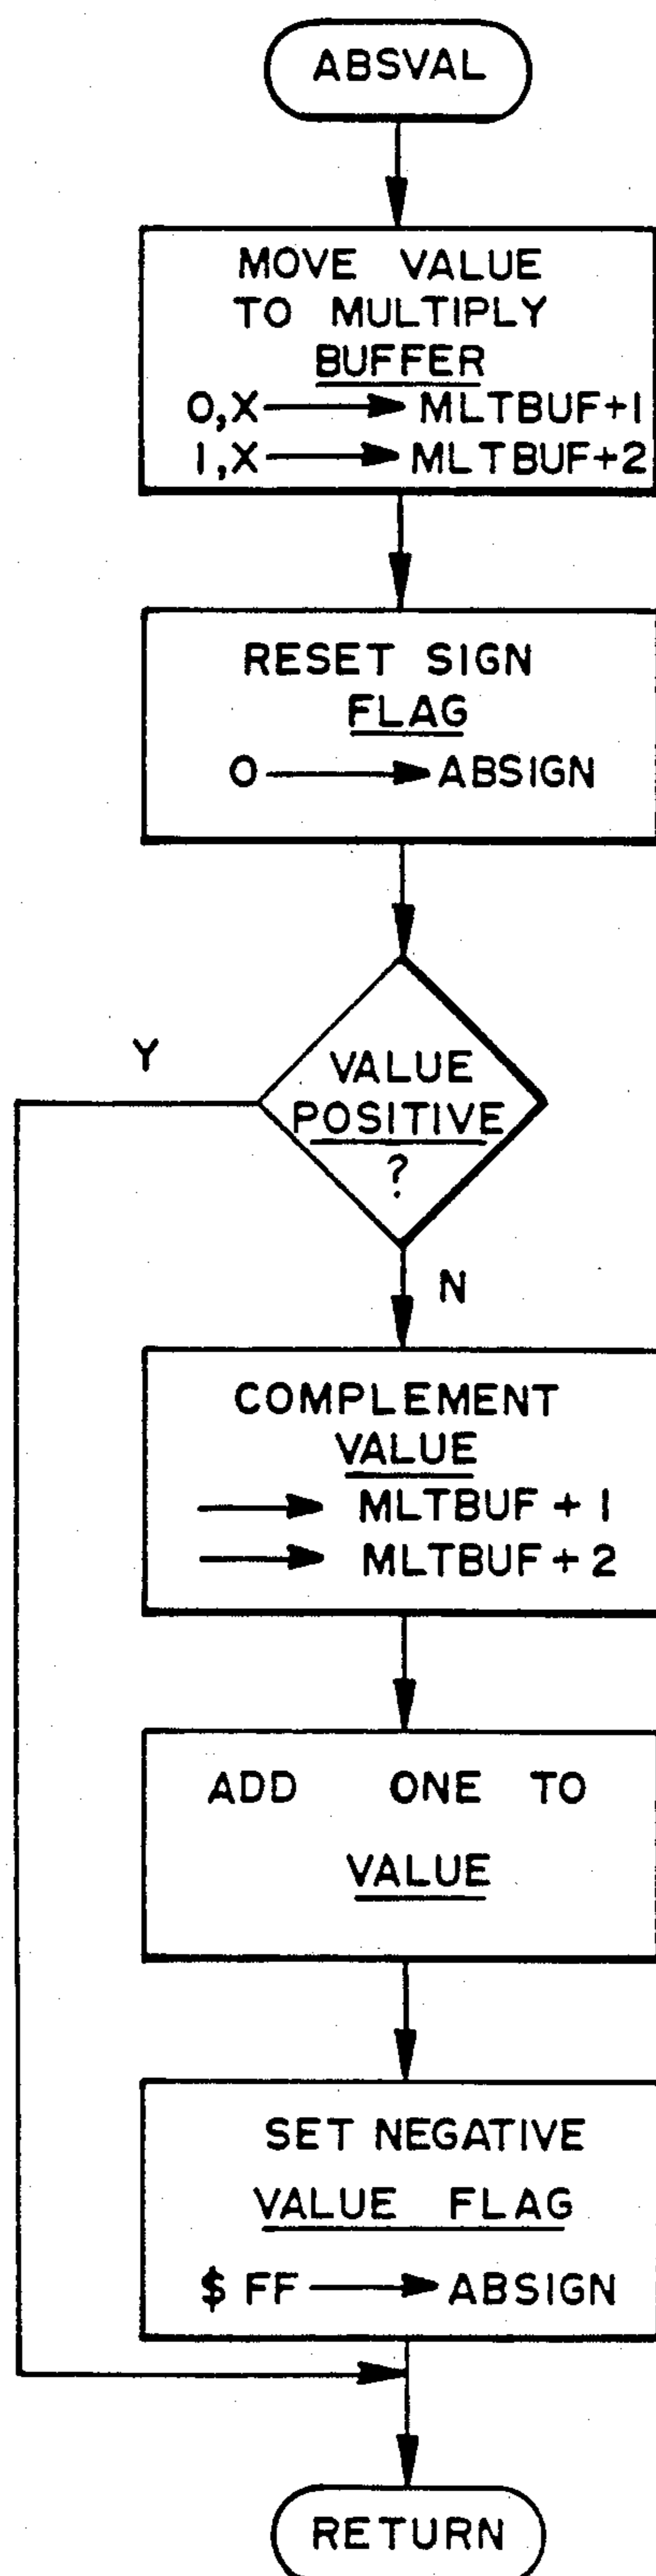 ABSVAL
MOVE VALUE
TO MULTIPLY
BUFFER
0,X → MLTBUF+1
1,X → MLTBUF+2
RESET SIGN
FLAG
0 → ABSIGN
Y
VALUE
POSITIVE
?
N
COMPLEMENT
VALUE
→ MLTBUF + 1
→ MLTBUF + 2
ADD ONE TO
VALUE
SET NEGATIVE
VALUE FLAG
$ FF → ABSIGN
RETURN